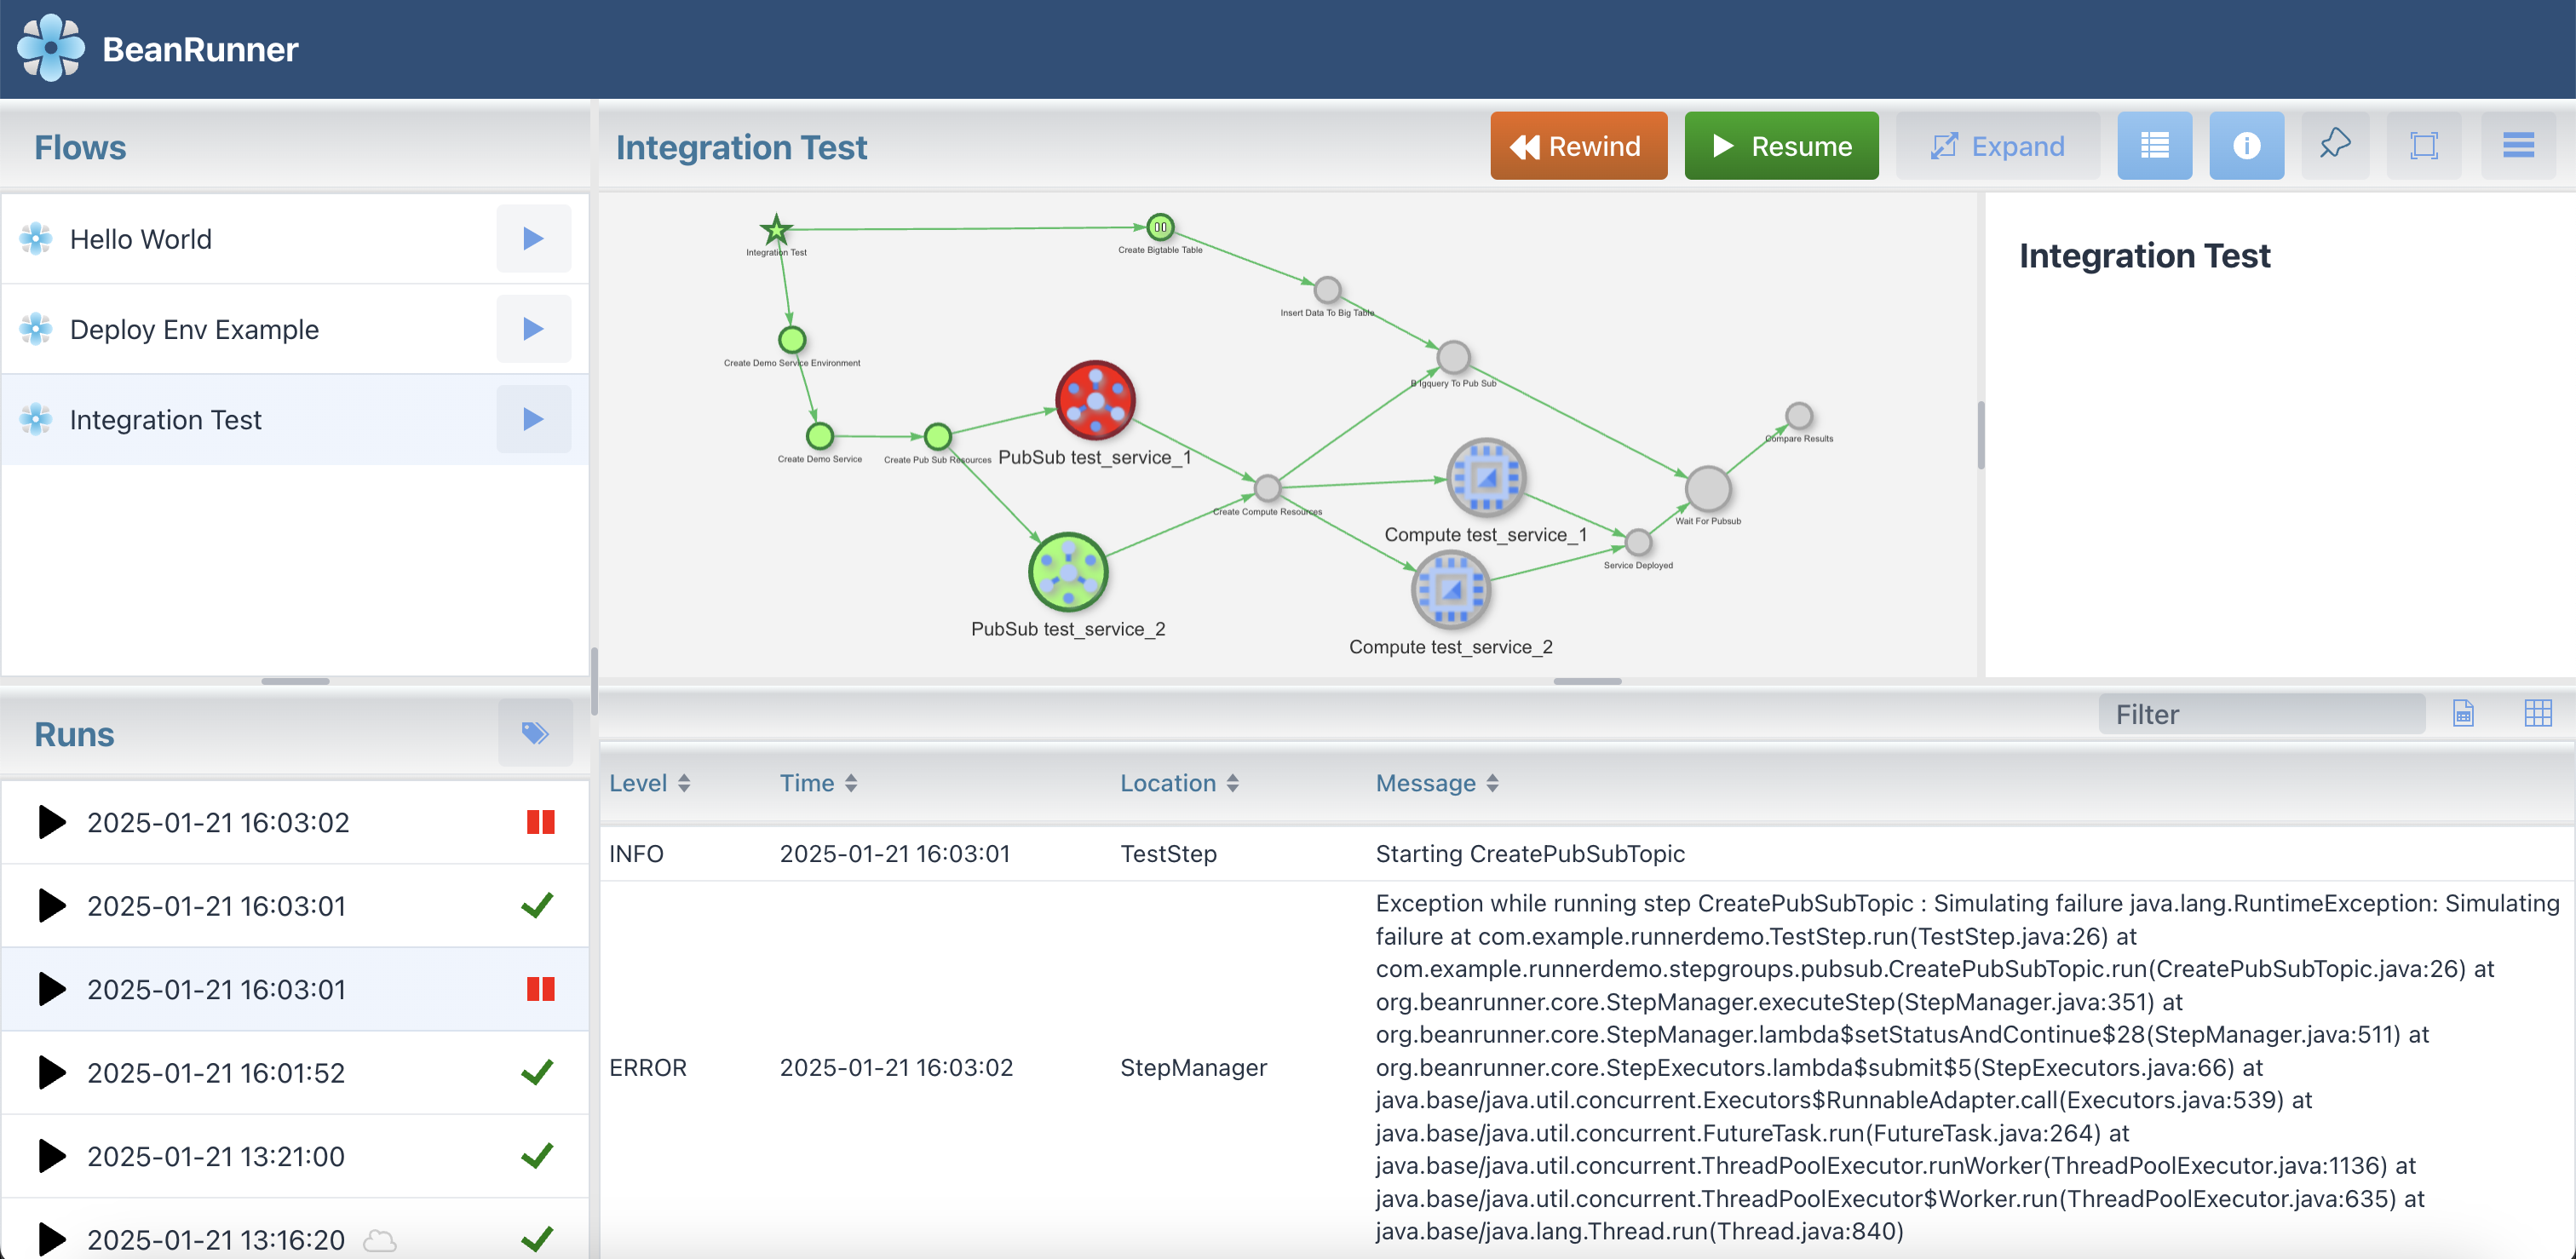 BeanRunner
Flows
Hello World
Deploy Env Example
Integration Test
Integration Test
Rewind
Resume
Expand
Integration Test
Create Bigtable Table
Insert Data To Big Table
Create Demo Service Environment
B Igquery To Pub Sub
Compare Results
Create Demo Service
Create Pub Sub Resources
PubSub test_service_1
Create Compute Resources
Compute test_service_1
Wait For Pubsub
Service Deployed
PubSub test_service_2
Compute test_service_2
Integration Test
Runs
2025-01-21 16:03:02
2025-01-21 16:03:01
2025-01-21 16:03:01
2025-01-21 16:01:52
2025-01-21 13:21:00
2025-01-21 13:16:20
Filter
Level Time Location Message
INFO 2025-01-21 16:03:01 TestStep Starting CreatePubSubTopic
ERROR 2025-01-21 16:03:02 StepManager
Exception while running step CreatePubSubTopic : Simulating failure java.lang.RuntimeException: Simulating
failure at com.example.runnerdemo.TestStep.run(TestStep.java:26) at
com.example.runnerdemo.stepgroups.pubsub.CreatePubSubTopic.run(CreatePubSubTopic.java:26) at
org.beanrunner.core.StepManager.executeStep(StepManager.java:351) at
org.beanrunner.core.StepManager.lambda$setStatusAndContinue$28(StepManager.java:511) at
org.beanrunner.core.StepExecutors.lambda$submit$5(StepExecutors.java:66) at
java.base/java.util.concurrent.Executors$RunnableAdapter.call(Executors.java:539) at
java.base/java.util.concurrent.FutureTask.run(FutureTask.java:264) at
java.base/java.util.concurrent.ThreadPoolExecutor.runWorker(ThreadPoolExecutor.java:1136) at
java.base/java.util.concurrent.ThreadPoolExecutor$Worker.run(ThreadPoolExecutor.java:635) at
java.base/java.lang.Thread.run(Thread.java:840)